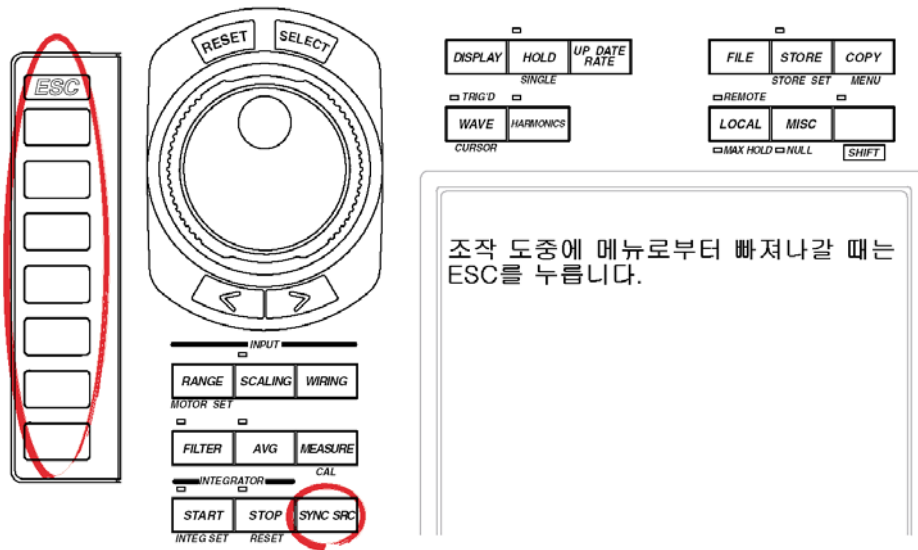 ESC
RESET SELECT
DISPLAY HOLD UP DATE RATE
SINGLE
TRIG'D
WAVE HARMONICS
CURSOR
FILE STORE COPY
STORE SET MENU
REMOTE
LOCAL MISC
MAX HOLD NULL SHIFT
조작 도중에 메뉴로부터 빠져나갈 때는
ESC를 누릅니다.
< >
INPUT
RANGE SCALING WIRING
MOTOR SET
FILTER AVG MEASURE
CAL
INTEGRATOR
START STOP SYNC SRC
INTEG SET RESET